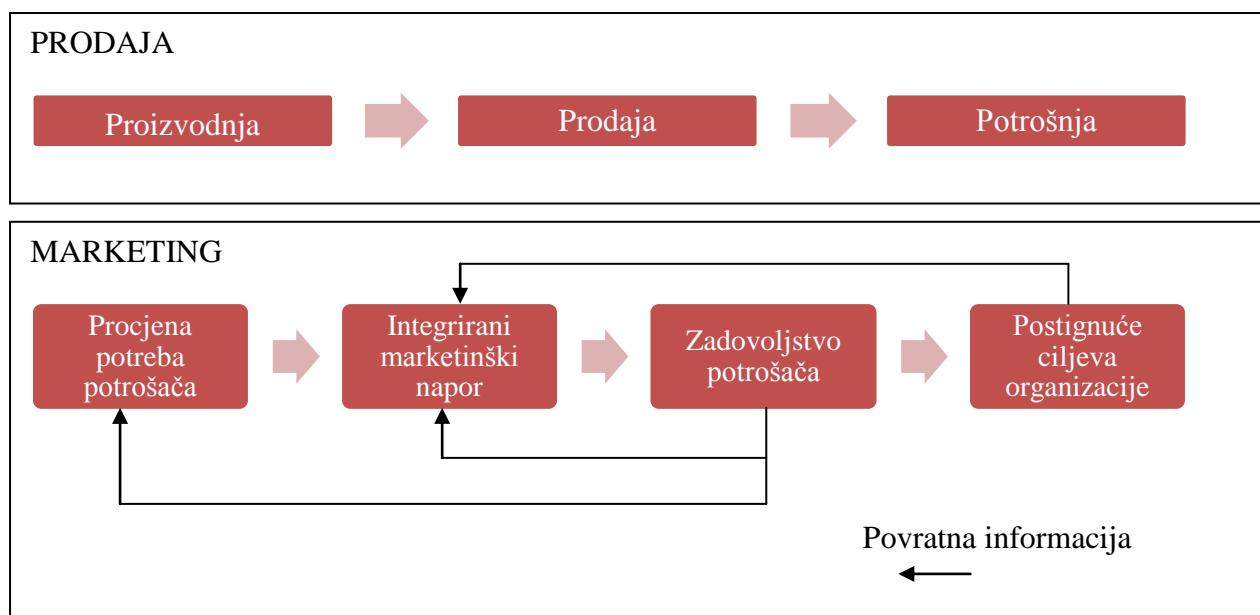 PRODAJA
Proizvodnja
Prodaja
Potrošnja
MARKETING
Procjena
potreba
potrošača
Integrirani
marketinški
napor
Zadovoljstvo
potrošača
Postignuće
ciljeva
organizacije
Povratna informacija